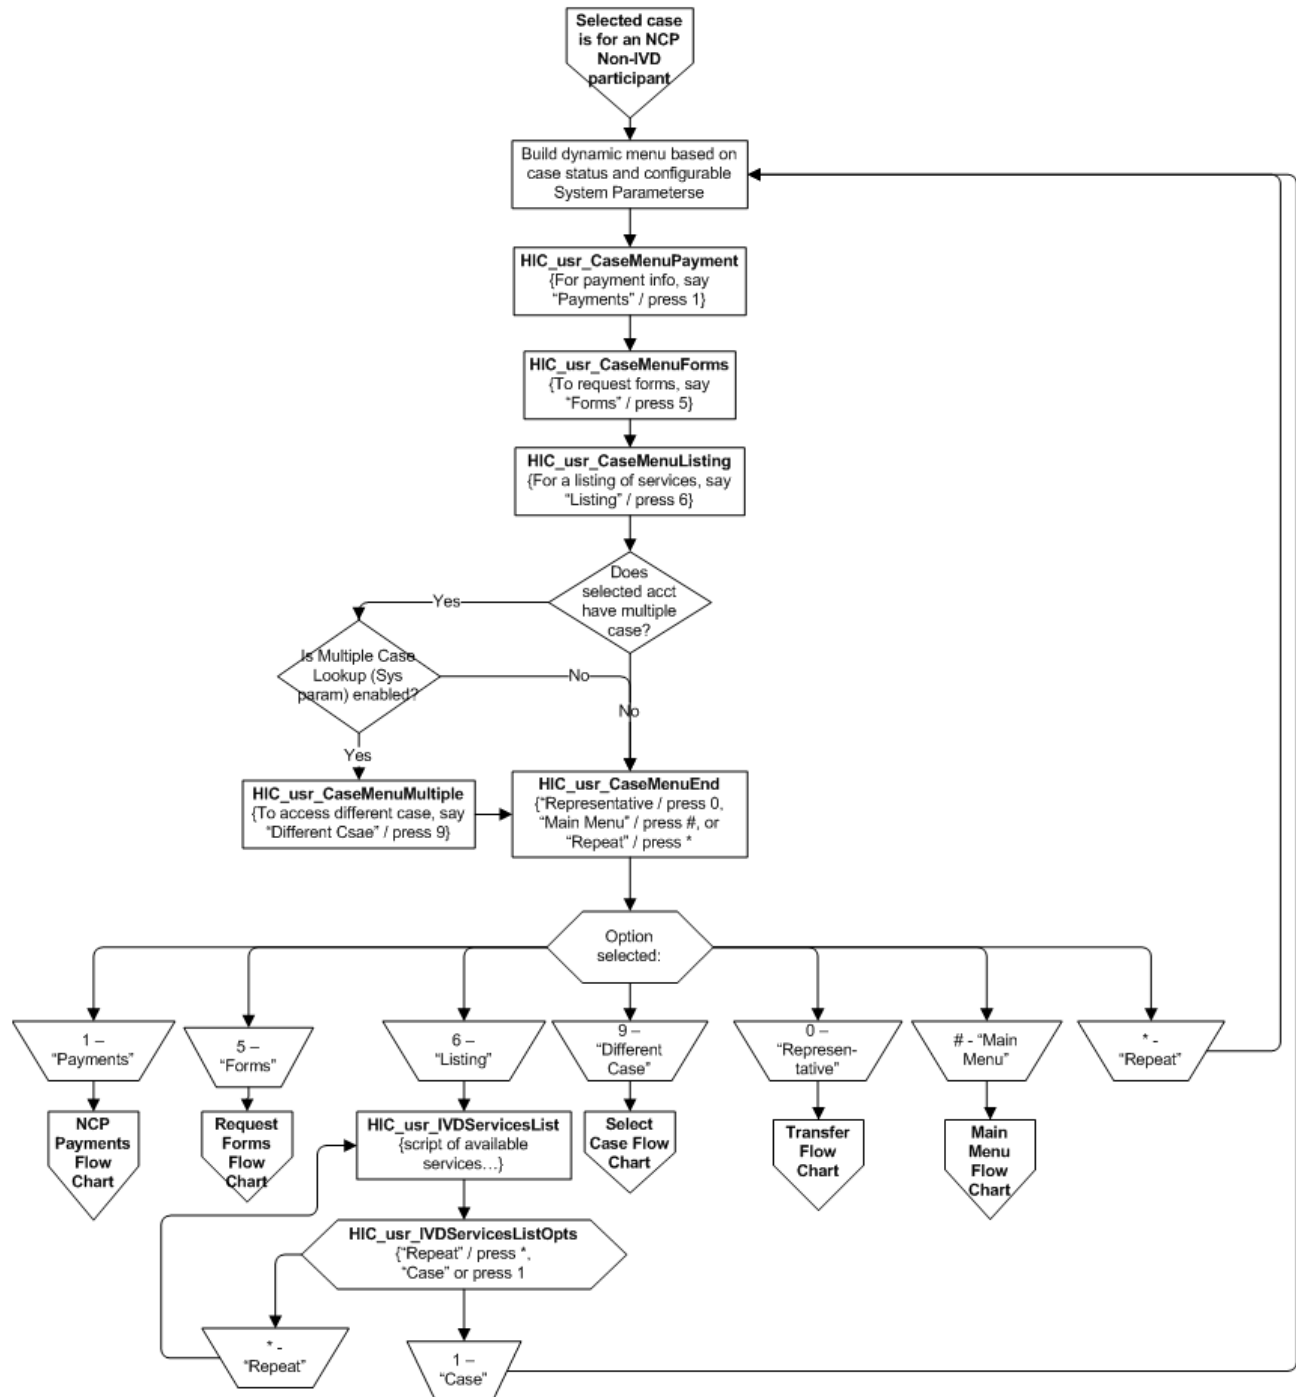 Selected case
is for an NCP
Non-IVD
participant
Build dynamic menu based on
case status and configurable
System Parameterse
HIC_usr_CaseMenuPayment
{For payment info, say
“Payments” / press 1}
HIC_usr_CaseMenuForms
{To request forms, say
“Forms” / press 5}
HIC_usr_CaseMenuListing
{For a listing of services, say
“Listing” / press 6}
Does
selected acct
have multiple
case?
Yes
Is Multiple Case
Lookup (Sys
param) enabled?
No
No
Yes
HIC_usr_CaseMenuMultiple
{To access different case, say
“Different Csae” / press 9}
HIC_usr_CaseMenuEnd
{“Representative / press 0,
“Main Menu” / press #, or
“Repeat” / press *
Option
selected:
1 –
“Payments”
5 –
“Forms”
6 –
“Listing”
9 –
“Different
Case”
0 –
“Represen-
tative”
# - “Main
Menu”
* -
“Repeat”
NCP
Payments
Flow
Chart
Request
Forms
Flow
Chart
HIC_usr_IVDServicesList
{script of available
services…}
Select
Case Flow
Chart
Transfer
Flow
Chart
Main
Menu
Flow
Chart
HIC_usr_IVDServicesListOpts
{“Repeat” / press *,
“Case” or press 1
* -
“Repeat”
1 –
“Case”